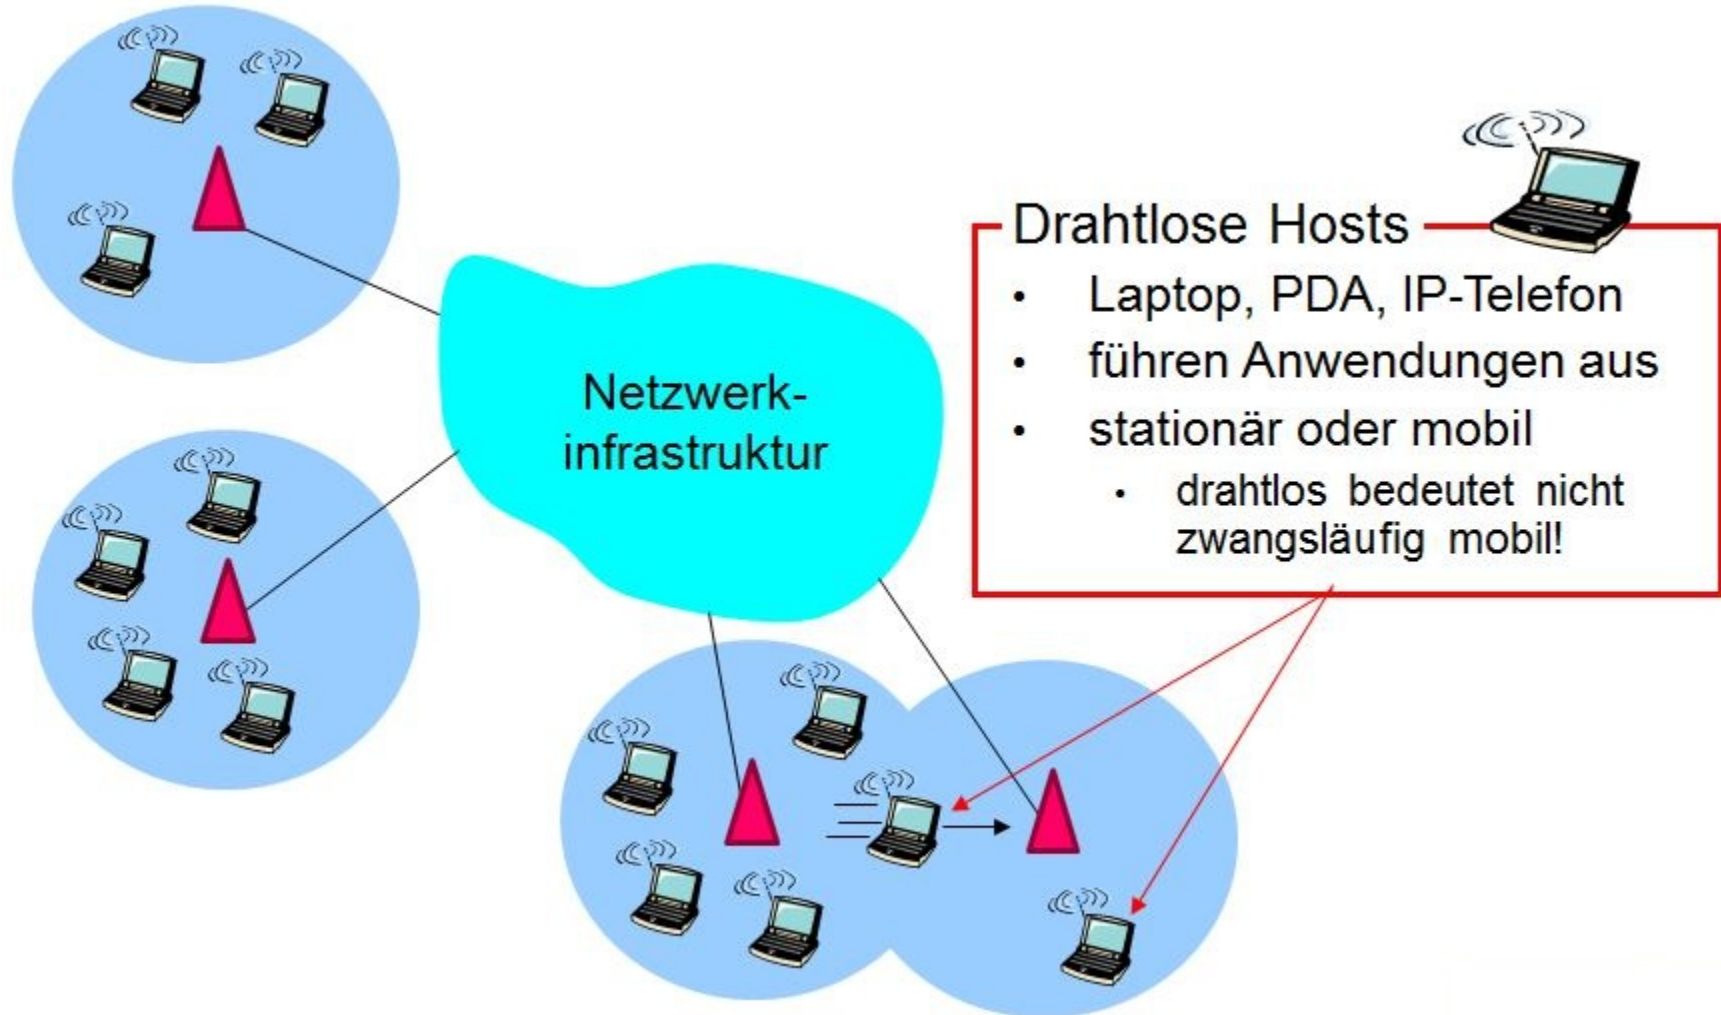 Netzwerk-
infrastruktur
Drahtlose Hosts
• Laptop, PDA, IP-Telefon
• führen Anwendungen aus
• stationär oder mobil
• drahtlos bedeutet nicht
zwangsläufig mobil!